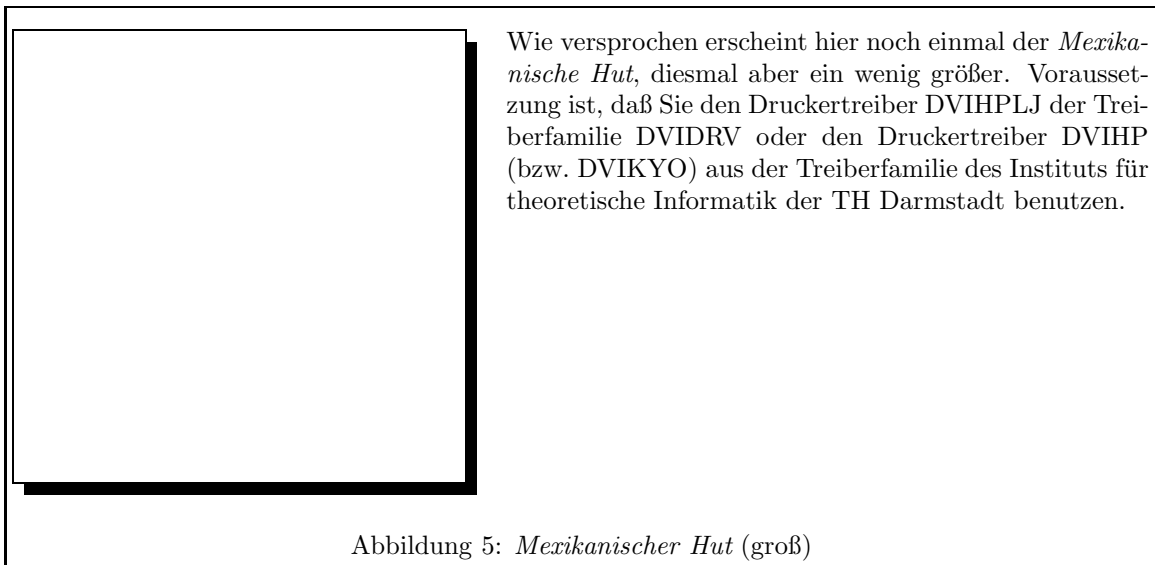 Wie versprochen erscheint hier noch einmal der Mexika-
nische Hut, diesmal aber ein wenig größer. Vorausset-
zung ist, daß Sie den Druckertreiber DVIHPLJ der Trei-
berfamilie DVIDRV oder den Druckertreiber DVIHP
(bzw. DVIKYO) aus der Treiberfamilie des Instituts für
theoretische Informatik der TH Darmstadt benutzen.
Abbildung 5: Mexikanischer Hut (groß)